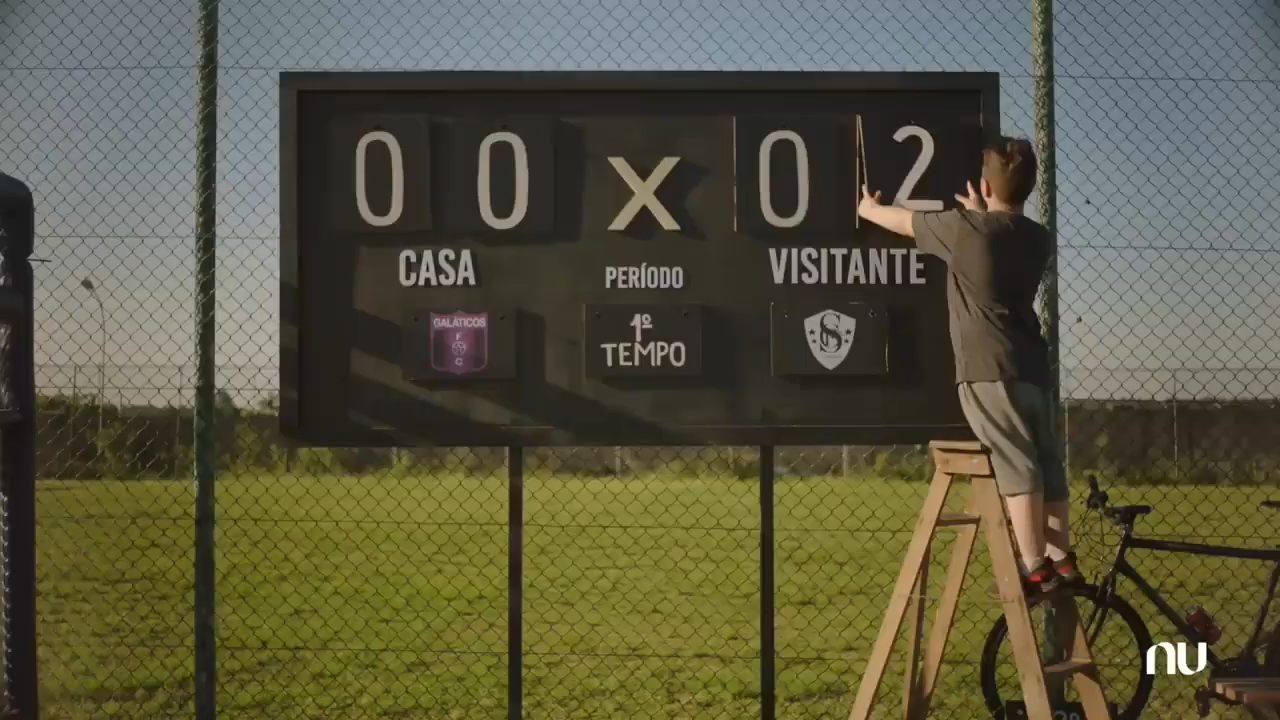 00 x 02
CASA
PERÍODO
VISITANTE
GALÁTICOS
F
C
1º
TEMPO
S
nu